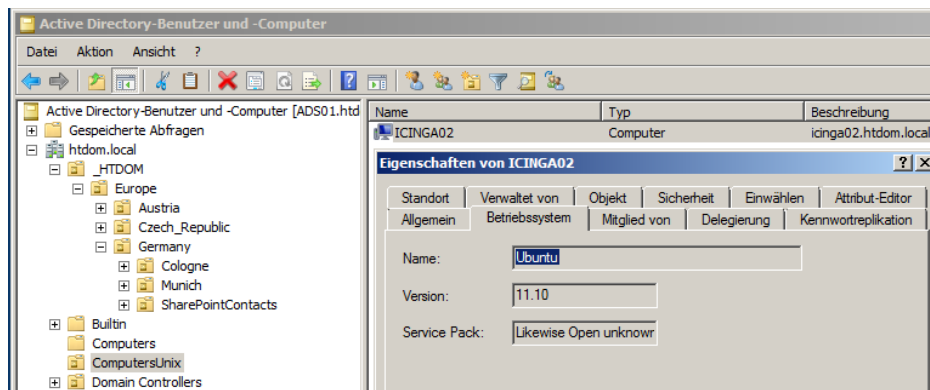 Active Directory-Benutzer und -Computer
Datei Aktion Ansicht ?
Active Directory-Benutzer und -Computer [ADS01.htd
Gespeicherte Abfragen
htdom.local
_HTDOM
Europe
Austria
Czech_Republic
Germany
Cologne
Munich
SharePointContacts
Builtin
Computers
ComputersUnix
Domain Controllers
Name Typ Beschreibung
ICINGA02 Computer icinga02.htdom.local
Eigenschaften von ICINGA02
Standort Verwaltet von Objekt Sicherheit Einwählen Attribut-Editor
Allgemein Betriebssystem Mitglied von Delegierung Kennwortreplikation
Name: Ubuntu
Version: 11.10
Service Pack: Likewise Open unknowr